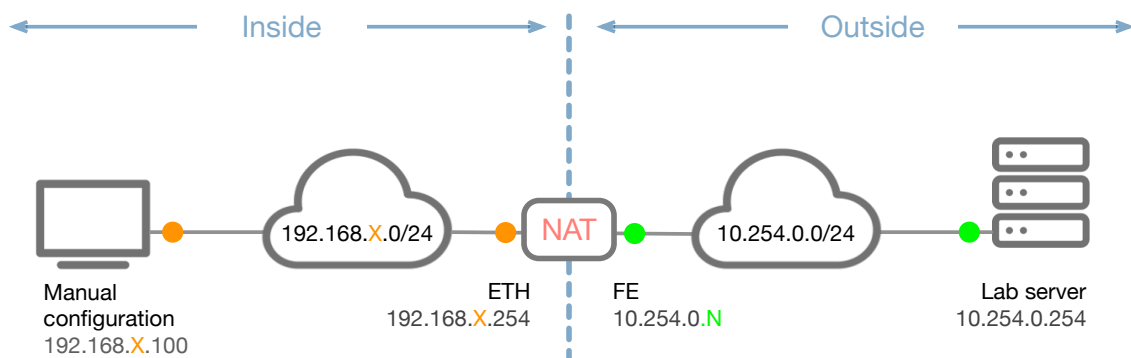 Inside
Outside
192.168.X.0/24
NAT
10.254.0.0/24
Manual
configuration
192.168.X.100
ETH
192.168.X.254
FE
10.254.0.N
Lab server
10.254.0.254